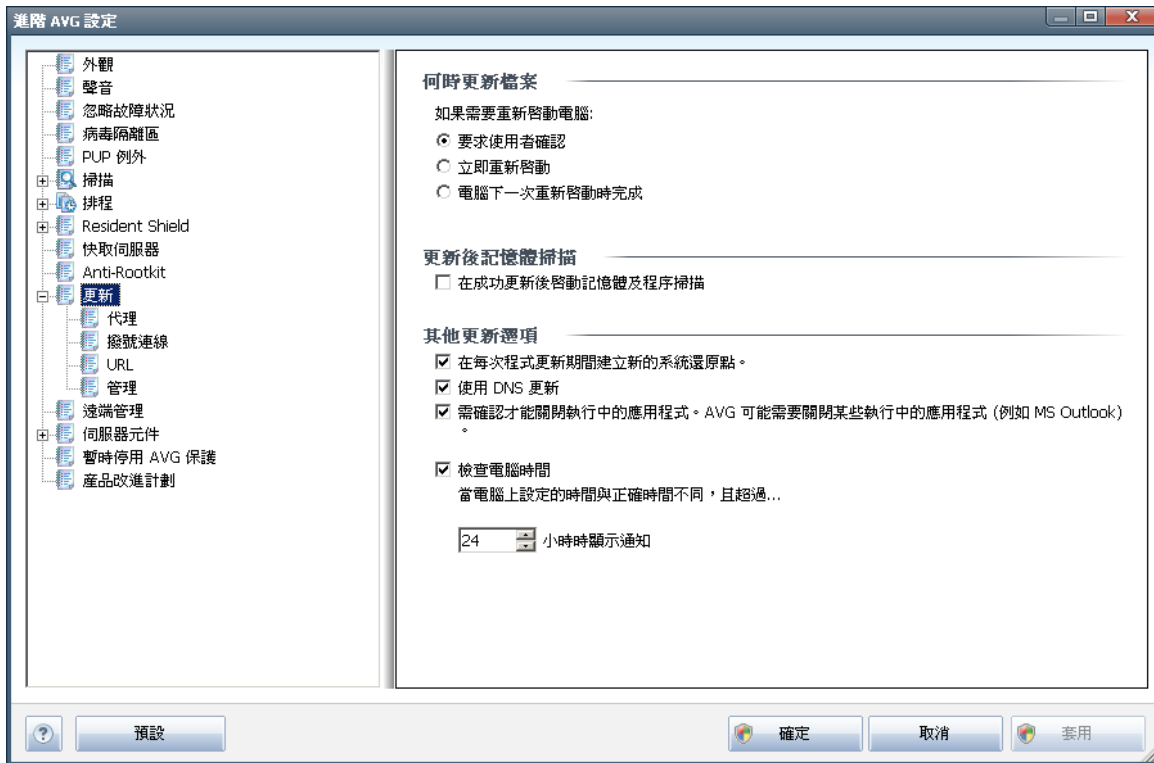 進階 AVG 設定
外觀
聲音
忽略故障狀況
病毒隔離區
PUP 例外
掃描
排程
Resident Shield
快取伺服器
Anti-Rootkit
更新
代理
撥號連線
URL
管理
遠端管理
伺服器元件
暫時停用 AVG 保護
產品改進計劃
何時更新檔案
如果需要重新啓動電腦:
要求使用者確認
立即重新啓動
電腦下一次重新啓動時完成
更新後記憶體掃描
在成功更新後啓動記憶體及程序掃描
其他更新選項
在每次程式更新期間建立新的系統還原點。
使用 DNS 更新
需確認才能關閉執行中的應用程式。AVG 可能需要關閉某些執行中的應用程式 (例如 MS Outlook)
。
檢查電腦時間
當電腦上設定的時間與正確時間不同，且超過...
24 小時時顯示通知
? 預設 確定 取消 套用